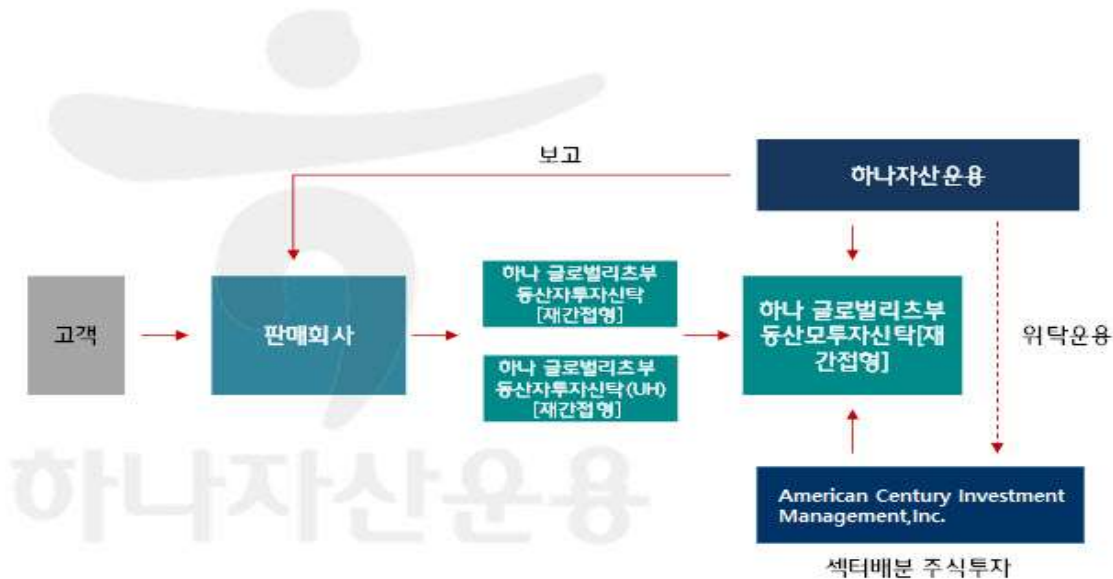 보고
하나자산운용
고객
판매회사
하나 글로벌리츠부
동산자투자신탁
[재간접형]
하나 글로벌리츠부
동산자투자신탁(UH)
[재간접형]
하나 글로벌리츠부
동산모투자신탁[재
간접형]
위탁운용
American Century Investment
Management,Inc.
섹터배분 주식투자
하나자산운용